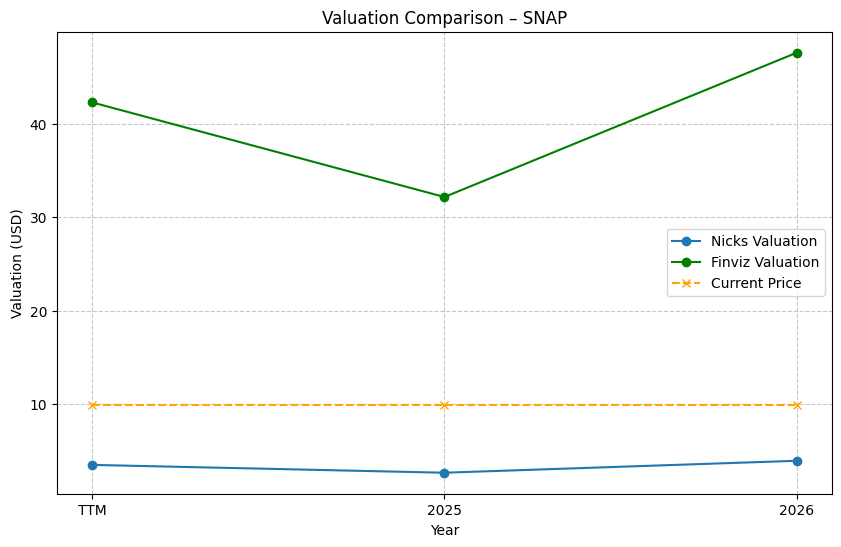 Valuation Comparison – SNAP
Valuation (USD)
40
30
20
10
Nicks Valuation
Finviz Valuation
Current Price
TTM
2025
2026
Year